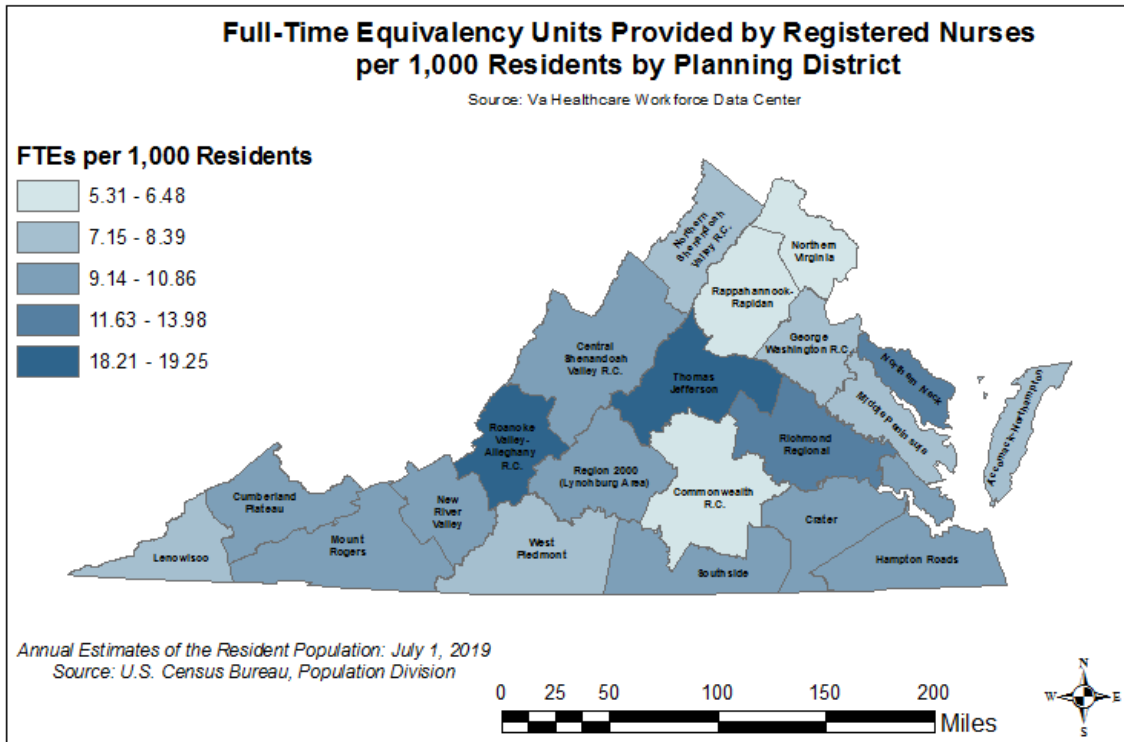 Full-Time Equivalency Units Provided by Registered Nurses
per 1,000 Residents by Planning District
Source: Va Healthcare Workforce Data Center
FTEs per 1,000 Residents
5.31 - 6.48
7.15 - 8.39
9.14 - 10.86
11.63 - 13.98
18.21 - 19.25
Northern
Shenandoah
Valley R.C.
Northern
Virginia
Rappahannook-
Rapidan
George
Washington R.C.
Central
Shenandoah
Valley R.C.
Northern Neck
Thomas
Jefferson
Middle Peninsula
Accomack-Northampton
Roanoke
Valley-
Alleghany
R.C.
Richmond
Regional
Region 2000
(Lynohburg Area)
Commonwealth
R.C.
Cumberland
Plateau
New
River
Valley
Crater
Mount
Rogers
West
Piedmont
Lenowisoo
Southside
Hampton Roads
Annual Estimates of the Resident Population: July 1, 2019
Source: U.S. Census Bureau, Population Division
0 25 50 100 150 200
Miles
N
W E
S